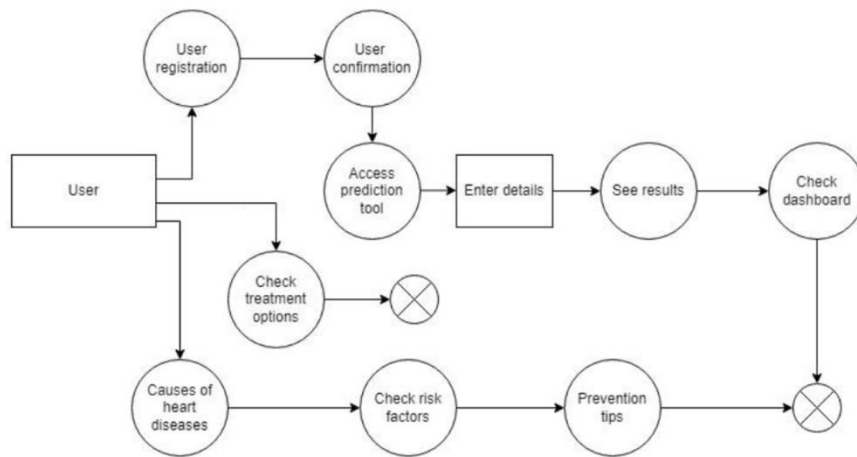 User
registration
User
confirmation
User
Access
prediction
tool
Enter details
See results
Check
dashboard
Check
treatment
options
Causes of
heart
diseases
Check risk
factors
Prevention
tips